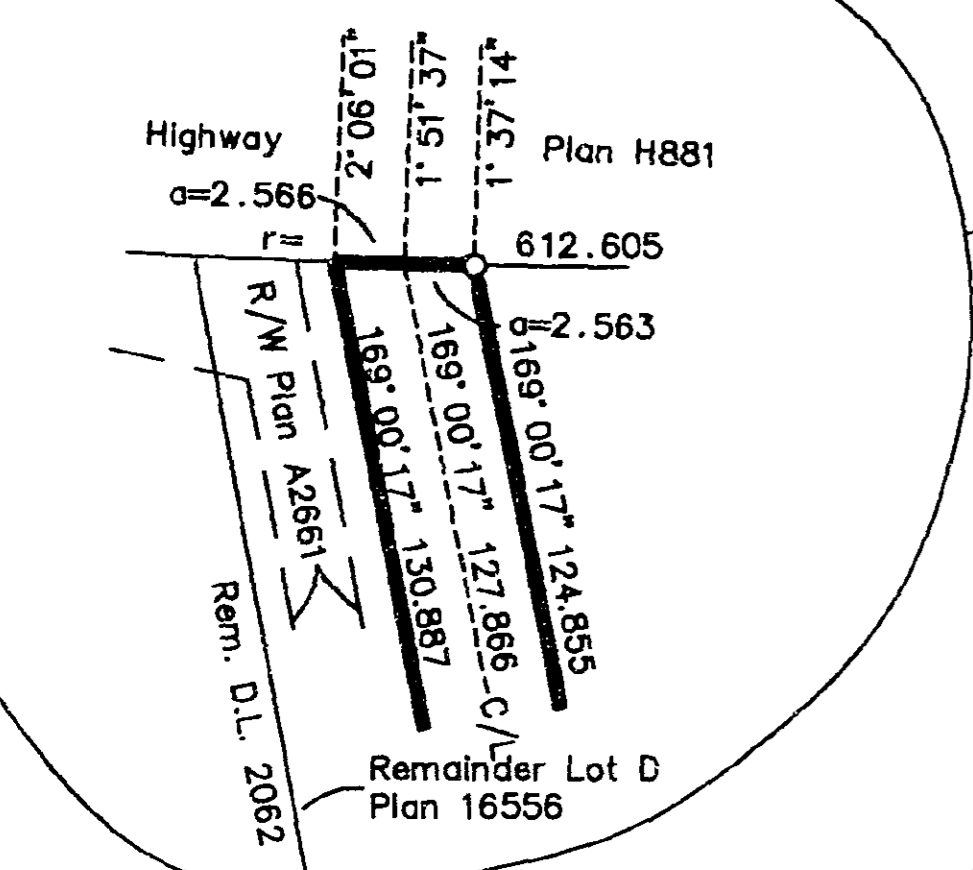 2° 06' 01"
1° 51' 37"
1° 37' 14"
Highway
Plan H881
a=2.566
r=
612.605
a=2.563
R/W Plan A2661
169° 00' 17" 130.887
169° 00' 17" 127.866 C/L
169° 00' 17" 124.855
Rem. D.L. 2062
Remainder Lot D
Plan 16556